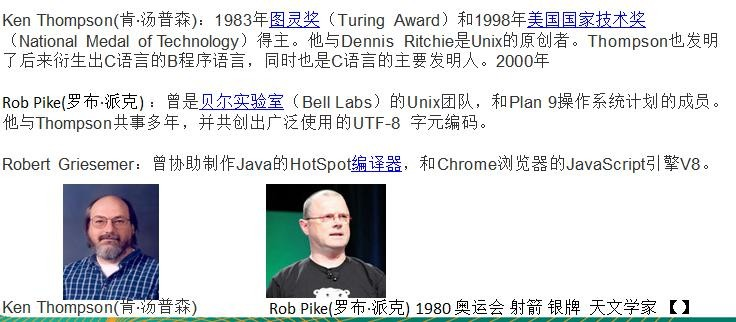 Ken Thompson(肯·汤普森)：1983年图灵奖（Turing Award）和1998年美国国家技术奖
（National Medal of Technology）得主。他与Dennis Ritchie是Unix的原创者。Thompson也发明
了后来衍生出C语言的B程序语言，同时也是C语言的主要发明人。2000年
Rob Pike(罗布·派克)：曾是贝尔实验室（Bell Labs）的Unix团队，和Plan 9操作系统计划的成员。
他与Thompson共事多年，并共创出广泛使用的UTF-8 字元编码。
Robert Griesemer：曾协助制作Java的HotSpot编译器，和Chrome浏览器的JavaScript引擎V8。
Ken Thompson(肯·汤普森)
Rob Pike(罗布·派克) 1980 奥运会 射箭 银牌 天文学家 【 】